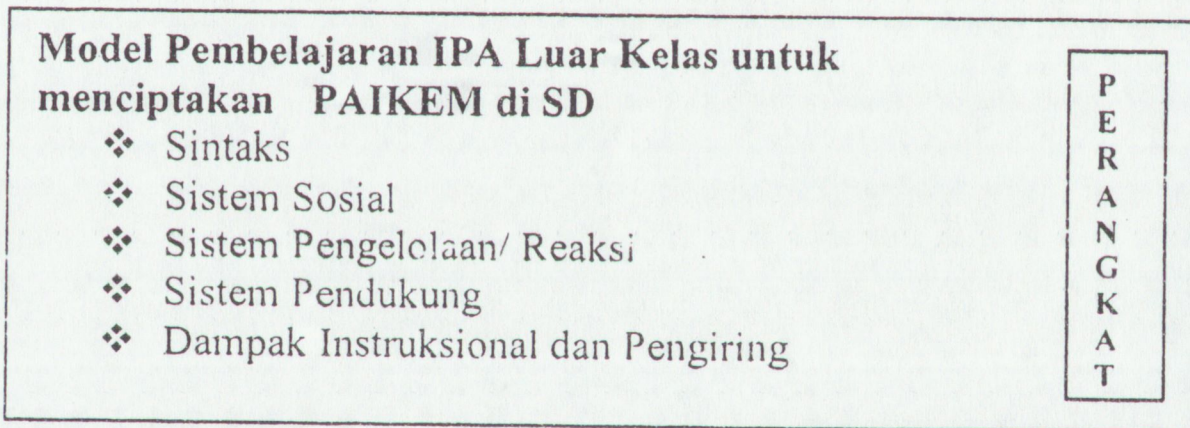 Model Pembelajaran IPA Luar Kelas untuk
menciptakan PAIKEM di SD
❖ Sintaks
❖ Sistem Sosial
❖ Sistem Pengelolaan/ Reaksi
❖ Sistem Pendukung
❖ Dampak Instruksional dan Pengiring
P
E
R
A
N
G
K
A
T